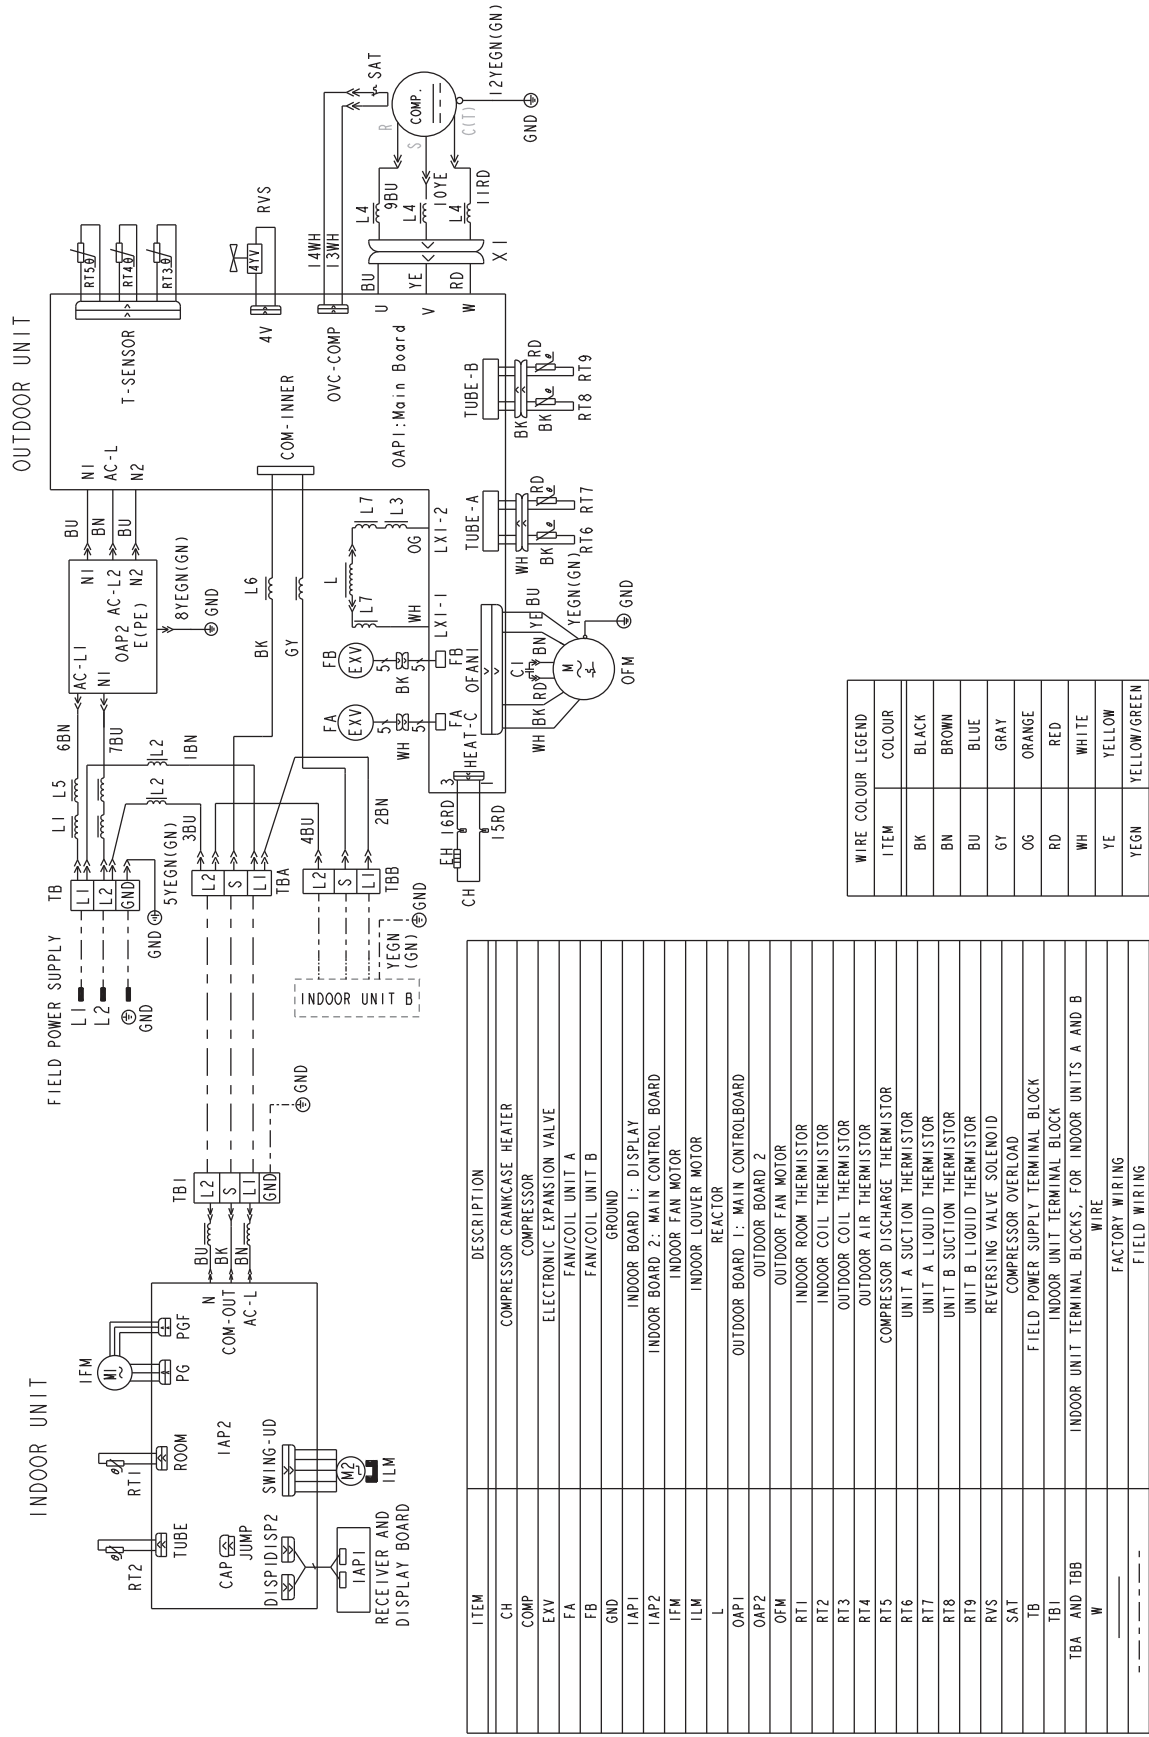 INDOOR UNIT
OUTDOOR UNIT
RT2
TUBE
RT1
ROOM
IFM
M1
PG
PGF
CAP
JUMP
IAP2
N
COM-OUT
AC-L
DISP1DISP2
SWING-UD
M2
ILM
IAP1
RECEIVER AND
DISPLAY BOARD
BU
BK
BN
TB1
L2
S
L1
GND
GND
FIELD POWER SUPPLY
L1
L2
GND
TB
L1
L2
GND
GND
5YEGN(GN)
3BU
L1
L5
6BN
7BU
L2
L2
1BN
L2
S
L1
TBA
4BU
2BN
L2
S
L1
TBB
INDOOR UNIT B
YEGN
(GN)
GND
AC-L1
N1
OAP2
E(PE)
N1
AC-L2
N2
8YEGN(GN)
GND
BU
BN
BU
N1
AC-L
N2
BK
GY
L6
COM-INNER
T-SENSOR
RT5
RT4
RT3
θ
θ
θ
4V
4YV
RVS
OVC-COMP
14WH
13WH
SAT
OAP1:Main Board
U
V
W
BU
YE
RD
X1
L4
L4
L4
9BU
10YE
11RD
R
S
C(T)
COMP.
12YEGN(GN)
GND
L7
L
L7
L3
WH
OG
LX1-1
LX1-2
FA
EXV
5
WH
5
FA
FB
EXV
5
BK
5
FB
HEAT-C
3
1
16RD
15RD
EH
CH
OFAN1
WH
BK
RD
C1
BN
YE
BU
YEGN(GN)
M
OFM
GND
TUBE-A
WH
BK
RD
RT6
RT7
TUBE-B
BK
BK
RD
RT8
RT9
ITEM DESCRIPTION
CH COMPRESSOR CRANKCASE HEATER
COMP COMPRESSOR
EXV ELECTRONIC EXPANSION VALVE
FA FAN/COIL UNIT A
FB FAN/COIL UNIT B
GND GROUND
IAP1 INDOOR BOARD 1: DISPLAY
IAP2 INDOOR BOARD 2: MAIN CONTROL BOARD
IFM INDOOR FAN MOTOR
ILM INDOOR LOUVER MOTOR
L REACTOR
OAP1 OUTDOOR BOARD 1: MAIN CONTROLBOARD
OAP2 OUTDOOR BOARD 2
OFM OUTDOOR FAN MOTOR
RT1 INDOOR ROOM THERMISTOR
RT2 INDOOR COIL THERMISTOR
RT3 OUTDOOR COIL THERMISTOR
RT4 OUTDOOR AIR THERMISTOR
RT5 COMPRESSOR DISCHARGE THERMISTOR
RT6 UNIT A SUCTION THERMISTOR
RT7 UNIT A LIQUID THERMISTOR
RT8 UNIT B SUCTION THERMISTOR
RT9 UNIT B LIQUID THERMISTOR
RVS REVERSING VALVE SOLENOID
SAT COMPRESSOR OVERLOAD
TB FIELD POWER SUPPLY TERMINAL BLOCK
TB1 INDOOR UNIT TERMINAL BLOCK
TBA AND TBB INDOOR UNIT TERMINAL BLOCKS, FOR INDOOR UNITS A AND B
W WIRE
FACTORY WIRING
FIELD WIRING
WIRE COLOUR LEGEND
ITEM COLOUR
BK BLACK
BN BROWN
BU BLUE
GY GRAY
OG ORANGE
RD RED
WH WHITE
YE YELLOW
YEGN YELLOW/GREEN